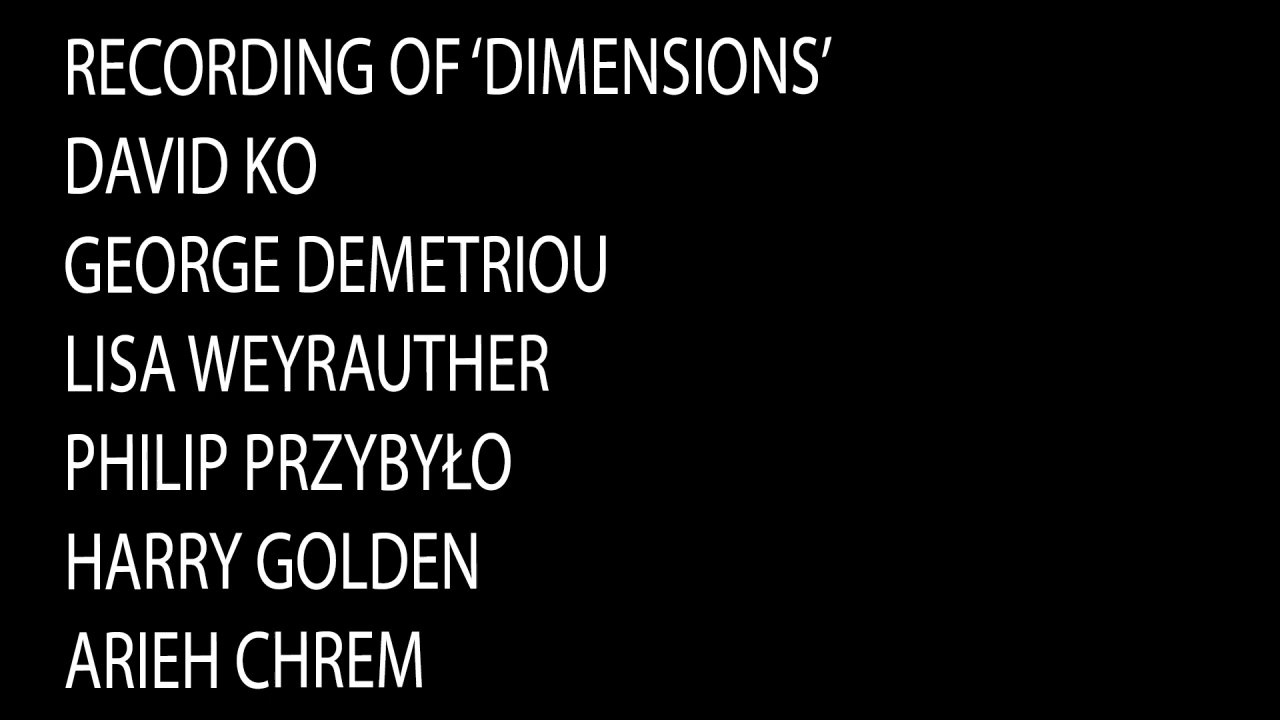 RECORDING OF ‘DIMENSIONS’
DAVID KO
GEORGE DEMETRIOU
LISA WEYRAUTHER
PHILIP PRZYBYŁO
HARRY GOLDEN
ARIEH CHREM